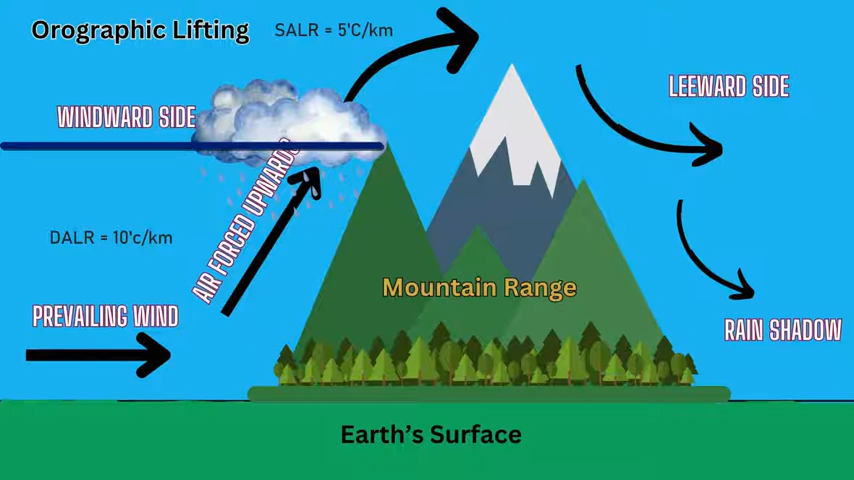 Orographic Lifting
SALR = 5'C/km
LEEWARD SIDE
WINDWARD SIDE
AIR FORCED UPWARDS
DALR = 10'c/km
Mountain Range
PREVAILING WIND
RAIN SHADOW
Earth's Surface